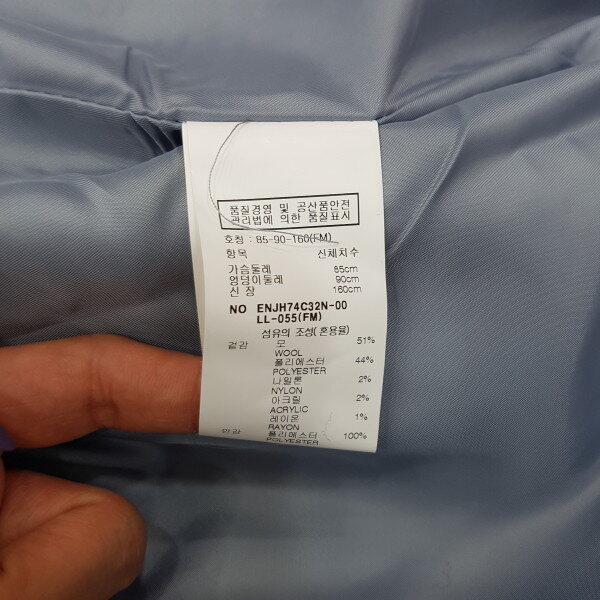 품질경영 및 공산품안전
관리법에 의한 품질표시
호칭 : 85-90-160(FM)
항목 신체치수
가슴둘레 85cm
엉덩이둘레 90cm
신 장 160cm
NO ENJH74C32N-00
LL-055(FM)
섬유의 조성(혼용율)
겉감 모 51%
WOOL
폴리에스터 44%
POLYESTER
나일론 2%
NYLON
아크릴 2%
ACRYLIC
레이온 1%
RAYON
안감 폴리에스터 100%
POLYESTER